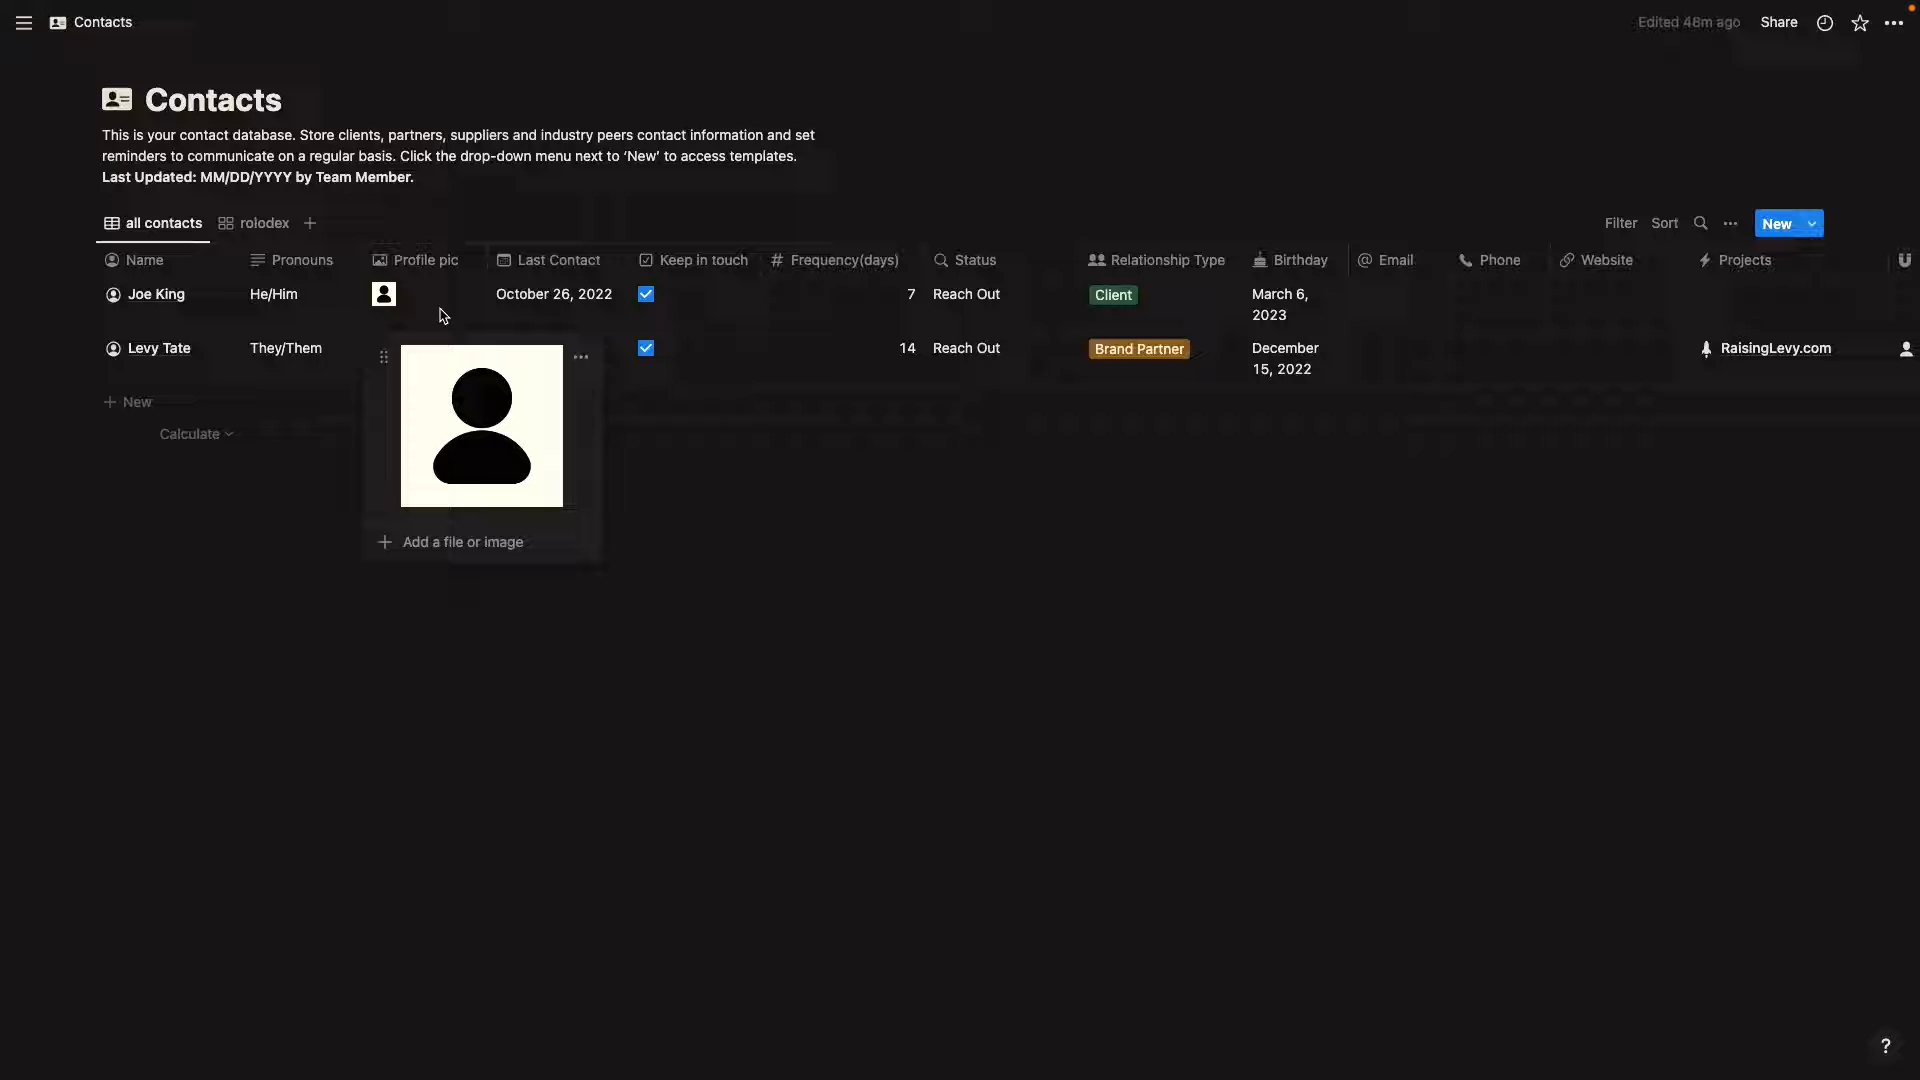 Contacts
Edited 48m ago
Share
Contacts
This is your contact database. Store clients, partners, suppliers and industry peers contact information and set
reminders to communicate on a regular basis. Click the drop-down menu next to ‘New’ to access templates.
Last Updated: MM/DD/YYYY by Team Member.
all contacts
rolodex
Filter
Sort
New
Name
Pronouns
Profile pic
Last Contact
Keep in touch
# Frequency(days)
Status
Relationship Type
Birthday
@ Email
Phone
Website
Projects
Joe King
He/Him
October 26, 2022
7
Reach Out
Client
March 6,
2023
Levy Tate
They/Them
14
Reach Out
Brand Partner
December
15, 2022
RaisingLevy.com
+ New
Calculate
+ Add a file or image
?